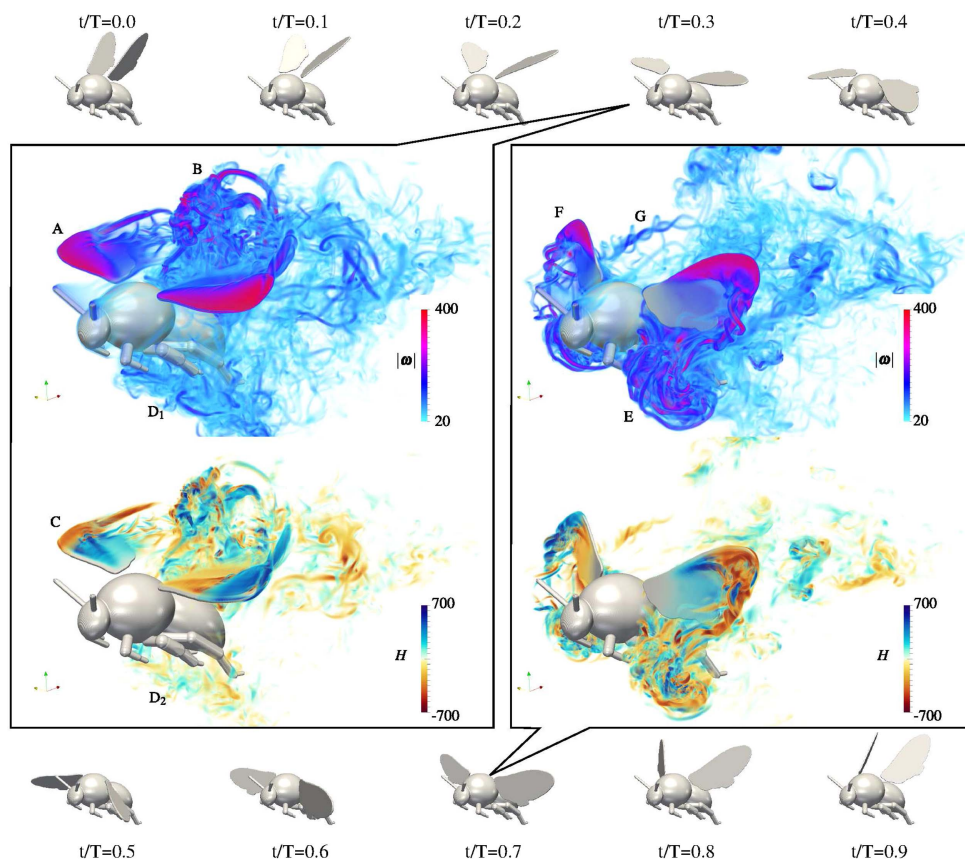 t/T=0.0 t/T=0.1 t/T=0.2 t/T=0.3 t/T=0.4
B
A
400
|ω|
20
D1
F G
400
|ω|
20
E
C
700
H
-700
D2
700
H
-700
t/T=0.5 t/T=0.6 t/T=0.7 t/T=0.8 t/T=0.9